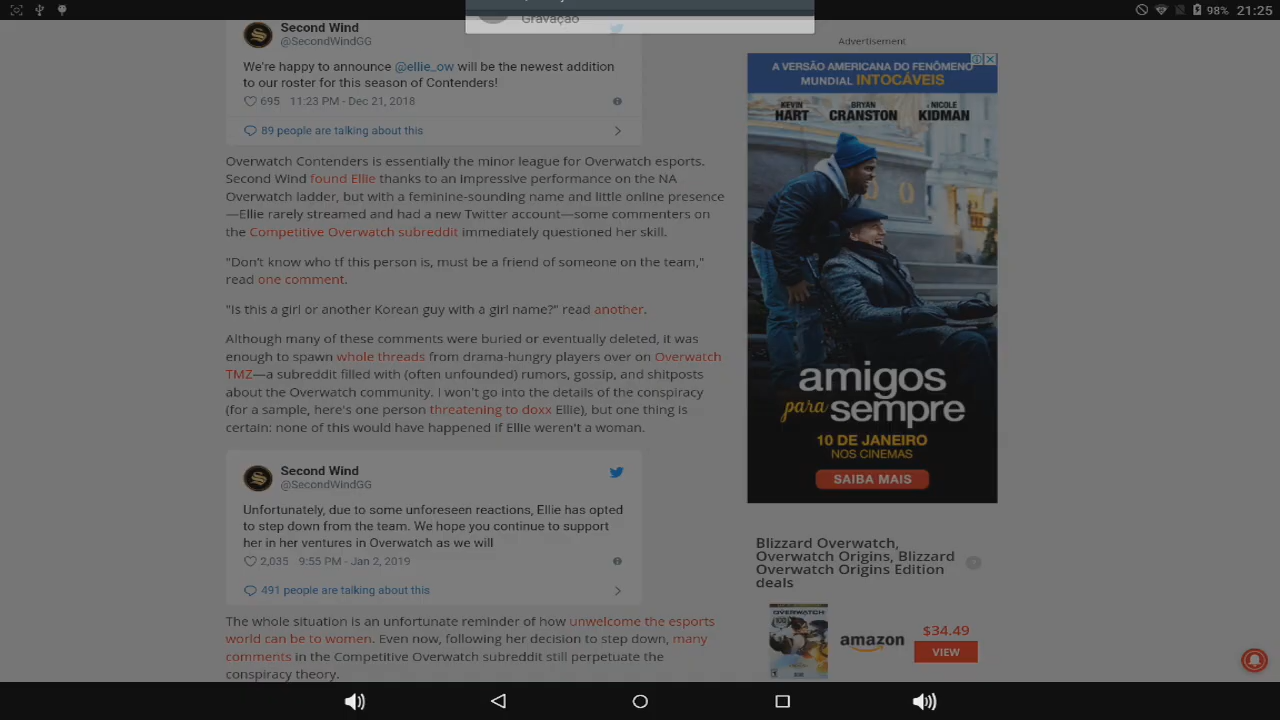 98% 21:25
Gravação
Second Wind
@SecondWindGG
We're happy to announce @ellie_ow will be the newest addition
to our roster for this season of Contenders!
695 11:23 PM - Dec 21, 2018
89 people are talking about this
Overwatch Contenders is essentially the minor league for Overwatch esports.
Second Wind found Ellie thanks to an impressive performance on the NA
Overwatch ladder, but with a feminine-sounding name and little online presence
—Ellie rarely streamed and had a new Twitter account—some commenters on
the Competitive Overwatch subreddit immediately questioned her skill.
"Don't know who tf this person is, must be a friend of someone on the team,"
read one comment.
"Is this a girl or another Korean guy with a girl name?" read another.
Although many of these comments were buried or eventually deleted, it was
enough to spawn whole threads from drama-hungry players over on Overwatch
TMZ—a subreddit filled with (often unfounded) rumors, gossip, and shitposts
about the Overwatch community. I won't go into the details of the conspiracy
(for a sample, here's one person threatening to doxx Ellie), but one thing is
certain: none of this would have happened if Ellie weren't a woman.
Second Wind
@SecondWindGG
Unfortunately, due to some unforeseen reactions, Ellie has opted
to step down from the team. We hope you continue to support
her in her ventures in Overwatch as we will
2,035 9:55 PM - Jan 2, 2019
491 people are talking about this
The whole situation is an unfortunate reminder of how unwelcome the esports
world can be to women. Even now, following her decision to step down, many
comments in the Competitive Overwatch subreddit still perpetuate the
conspiracy theory.
Advertisement
A VERSÃO AMERICANA DO FENÔMENO
MUNDIAL INTOCÁVEIS
KEVIN HART BRYAN CRANSTON NICOLE KIDMAN
amigos
para sempre
10 DE JANEIRO
NOS CINEMAS
SAIBA MAIS
Blizzard Overwatch,
Overwatch Origins, Blizzard
Overwatch Origins Edition
deals
OVERWATCH
amazon
$34.49
VIEW